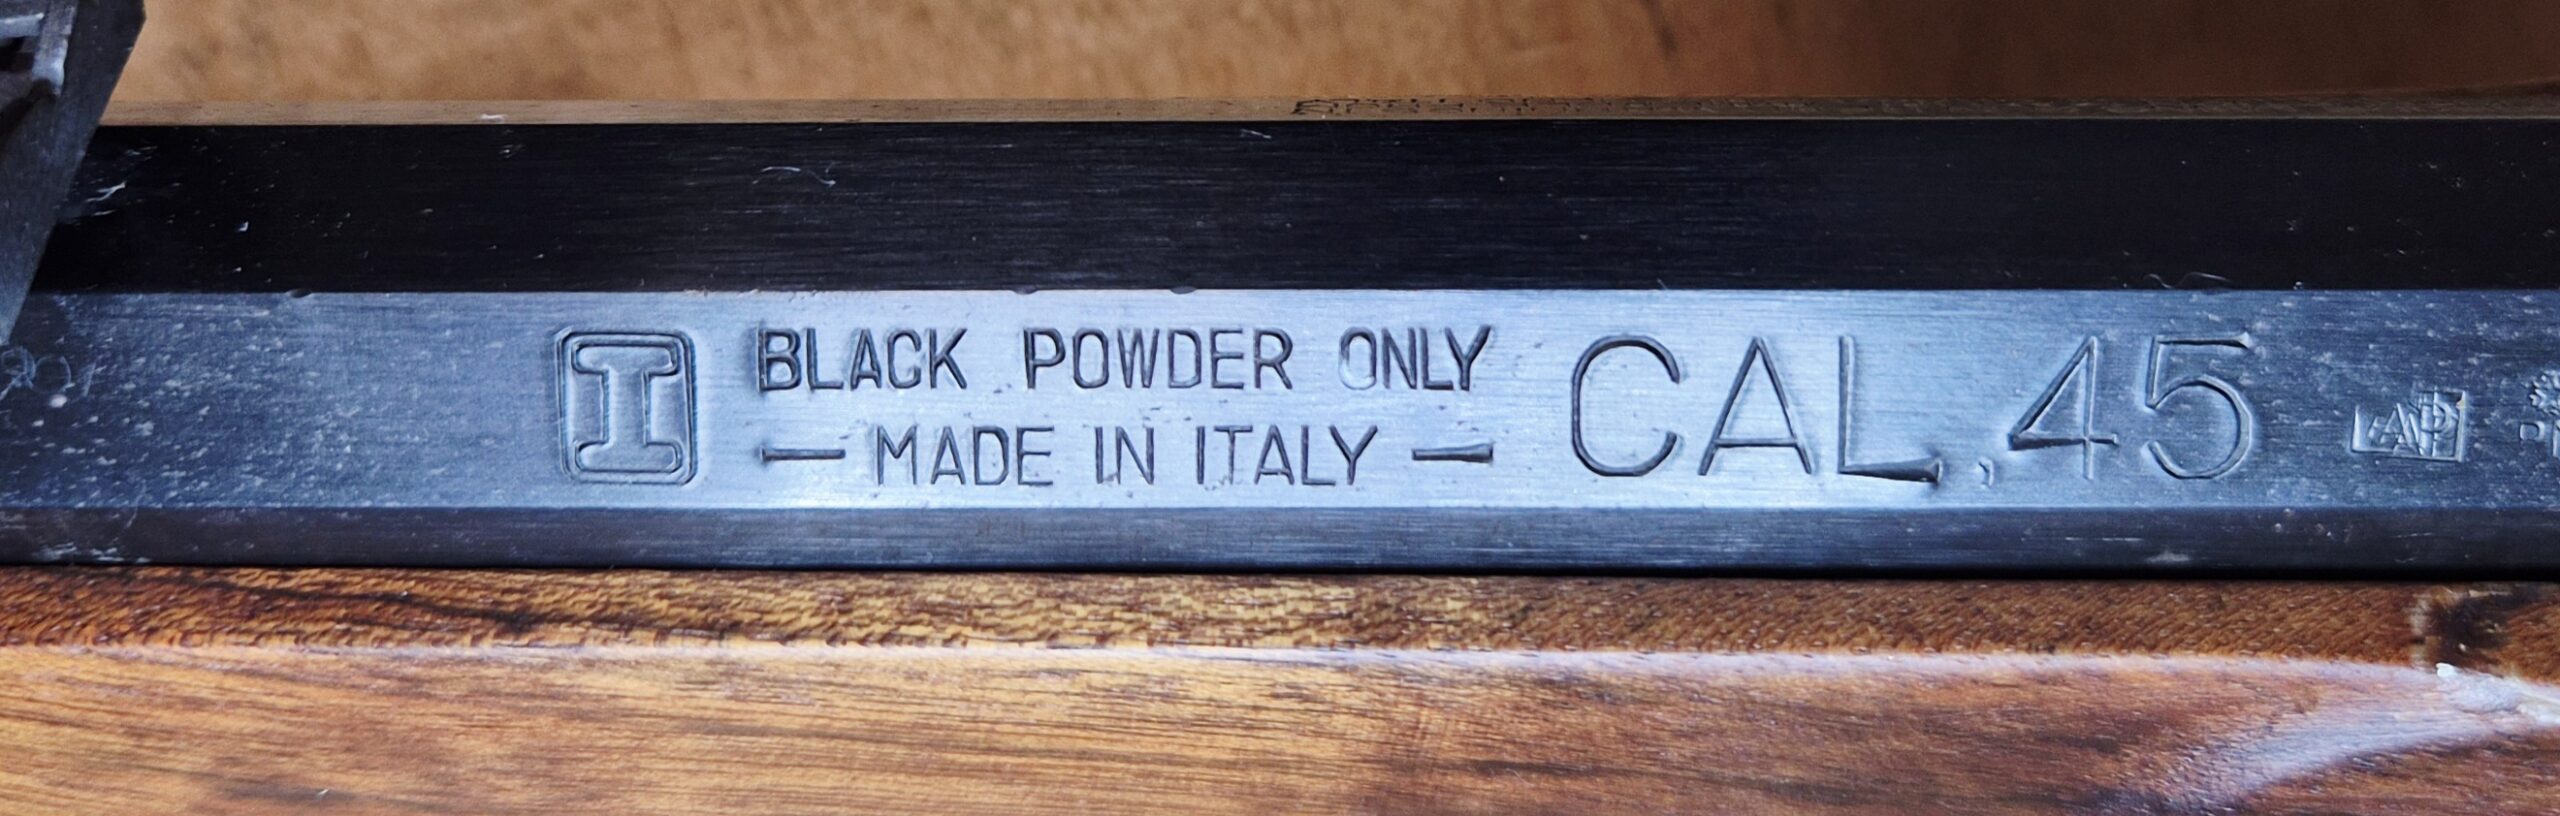 I
BLACK POWDER ONLY
— MADE IN ITALY —
CAL, .45